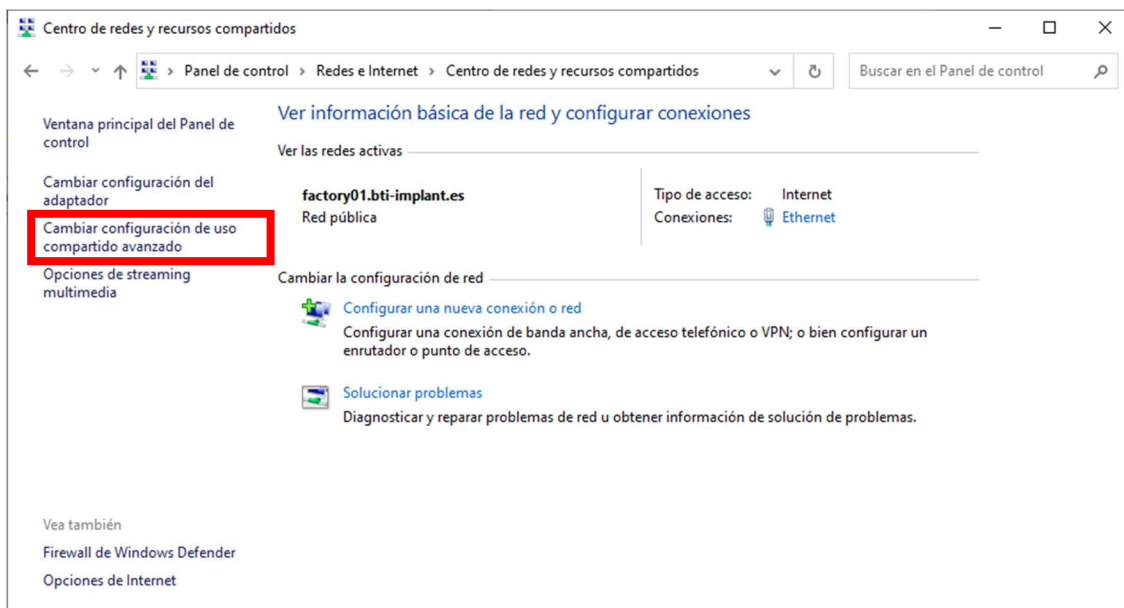 Centro de redes y recursos compartidos
Panel de control > Redes e Internet > Centro de redes y recursos compartidos
Buscar en el Panel de control
Ventana principal del Panel de
control
Cambiar configuración del
adaptador
Cambiar configuración de uso
compartido avanzado
Opciones de streaming
multimedia
Ver información básica de la red y configurar conexiones
Ver las redes activas
factory01.bti-implant.es
Red pública
Tipo de acceso: Internet
Conexiones: Ethernet
Cambiar la configuración de red
Configurar una nueva conexión o red
Configurar una conexión de banda ancha, de acceso telefónico o VPN; o bien configurar un
enrutador o punto de acceso.
Solucionar problemas
Diagnosticar y reparar problemas de red u obtener información de solución de problemas.
Vea también
Firewall de Windows Defender
Opciones de Internet